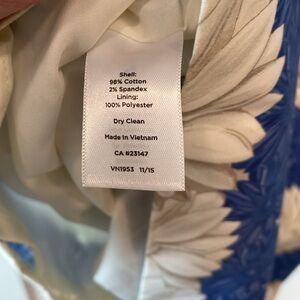 Shell:
98% Cotton
2% Spandex
Lining:
100% Polyester
Dry Clean
Made in Vietnam
CA #23147
VN1953 11/15